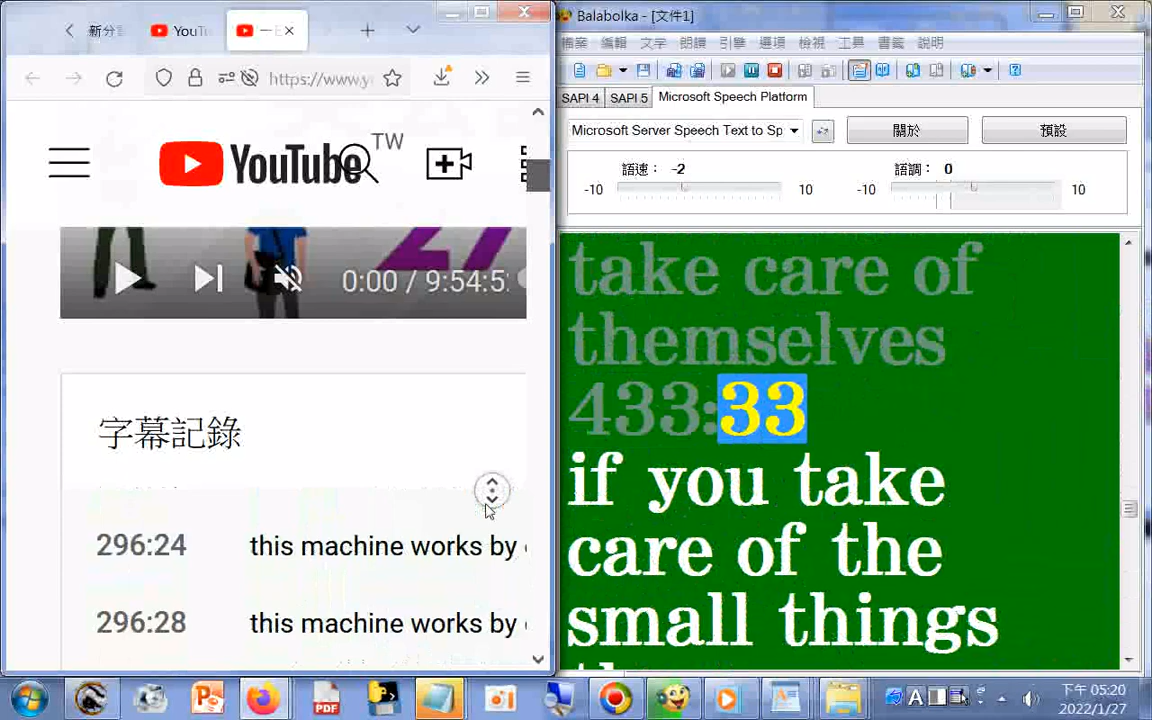 新分
YouT
一 E
https://www.y
YouTube
TW
27
0:00 / 9:54:5
字幕記錄
296:24 this machine works by
296:28 this machine works by
Balabolka - [文件1]
檔案 編輯 文字 朗讀 引擎 選項 檢視 工具 書籤 說明
SAPI 4 SAPI 5 Microsoft Speech Platform
Microsoft Server Speech Text to Sp
關於
預設
語速： -2
語調： 0
-10 10 -10 10
take care of
themselves
433:33
if you take
care of the
small things
PDF
A
下午 05:20
2022/1/27